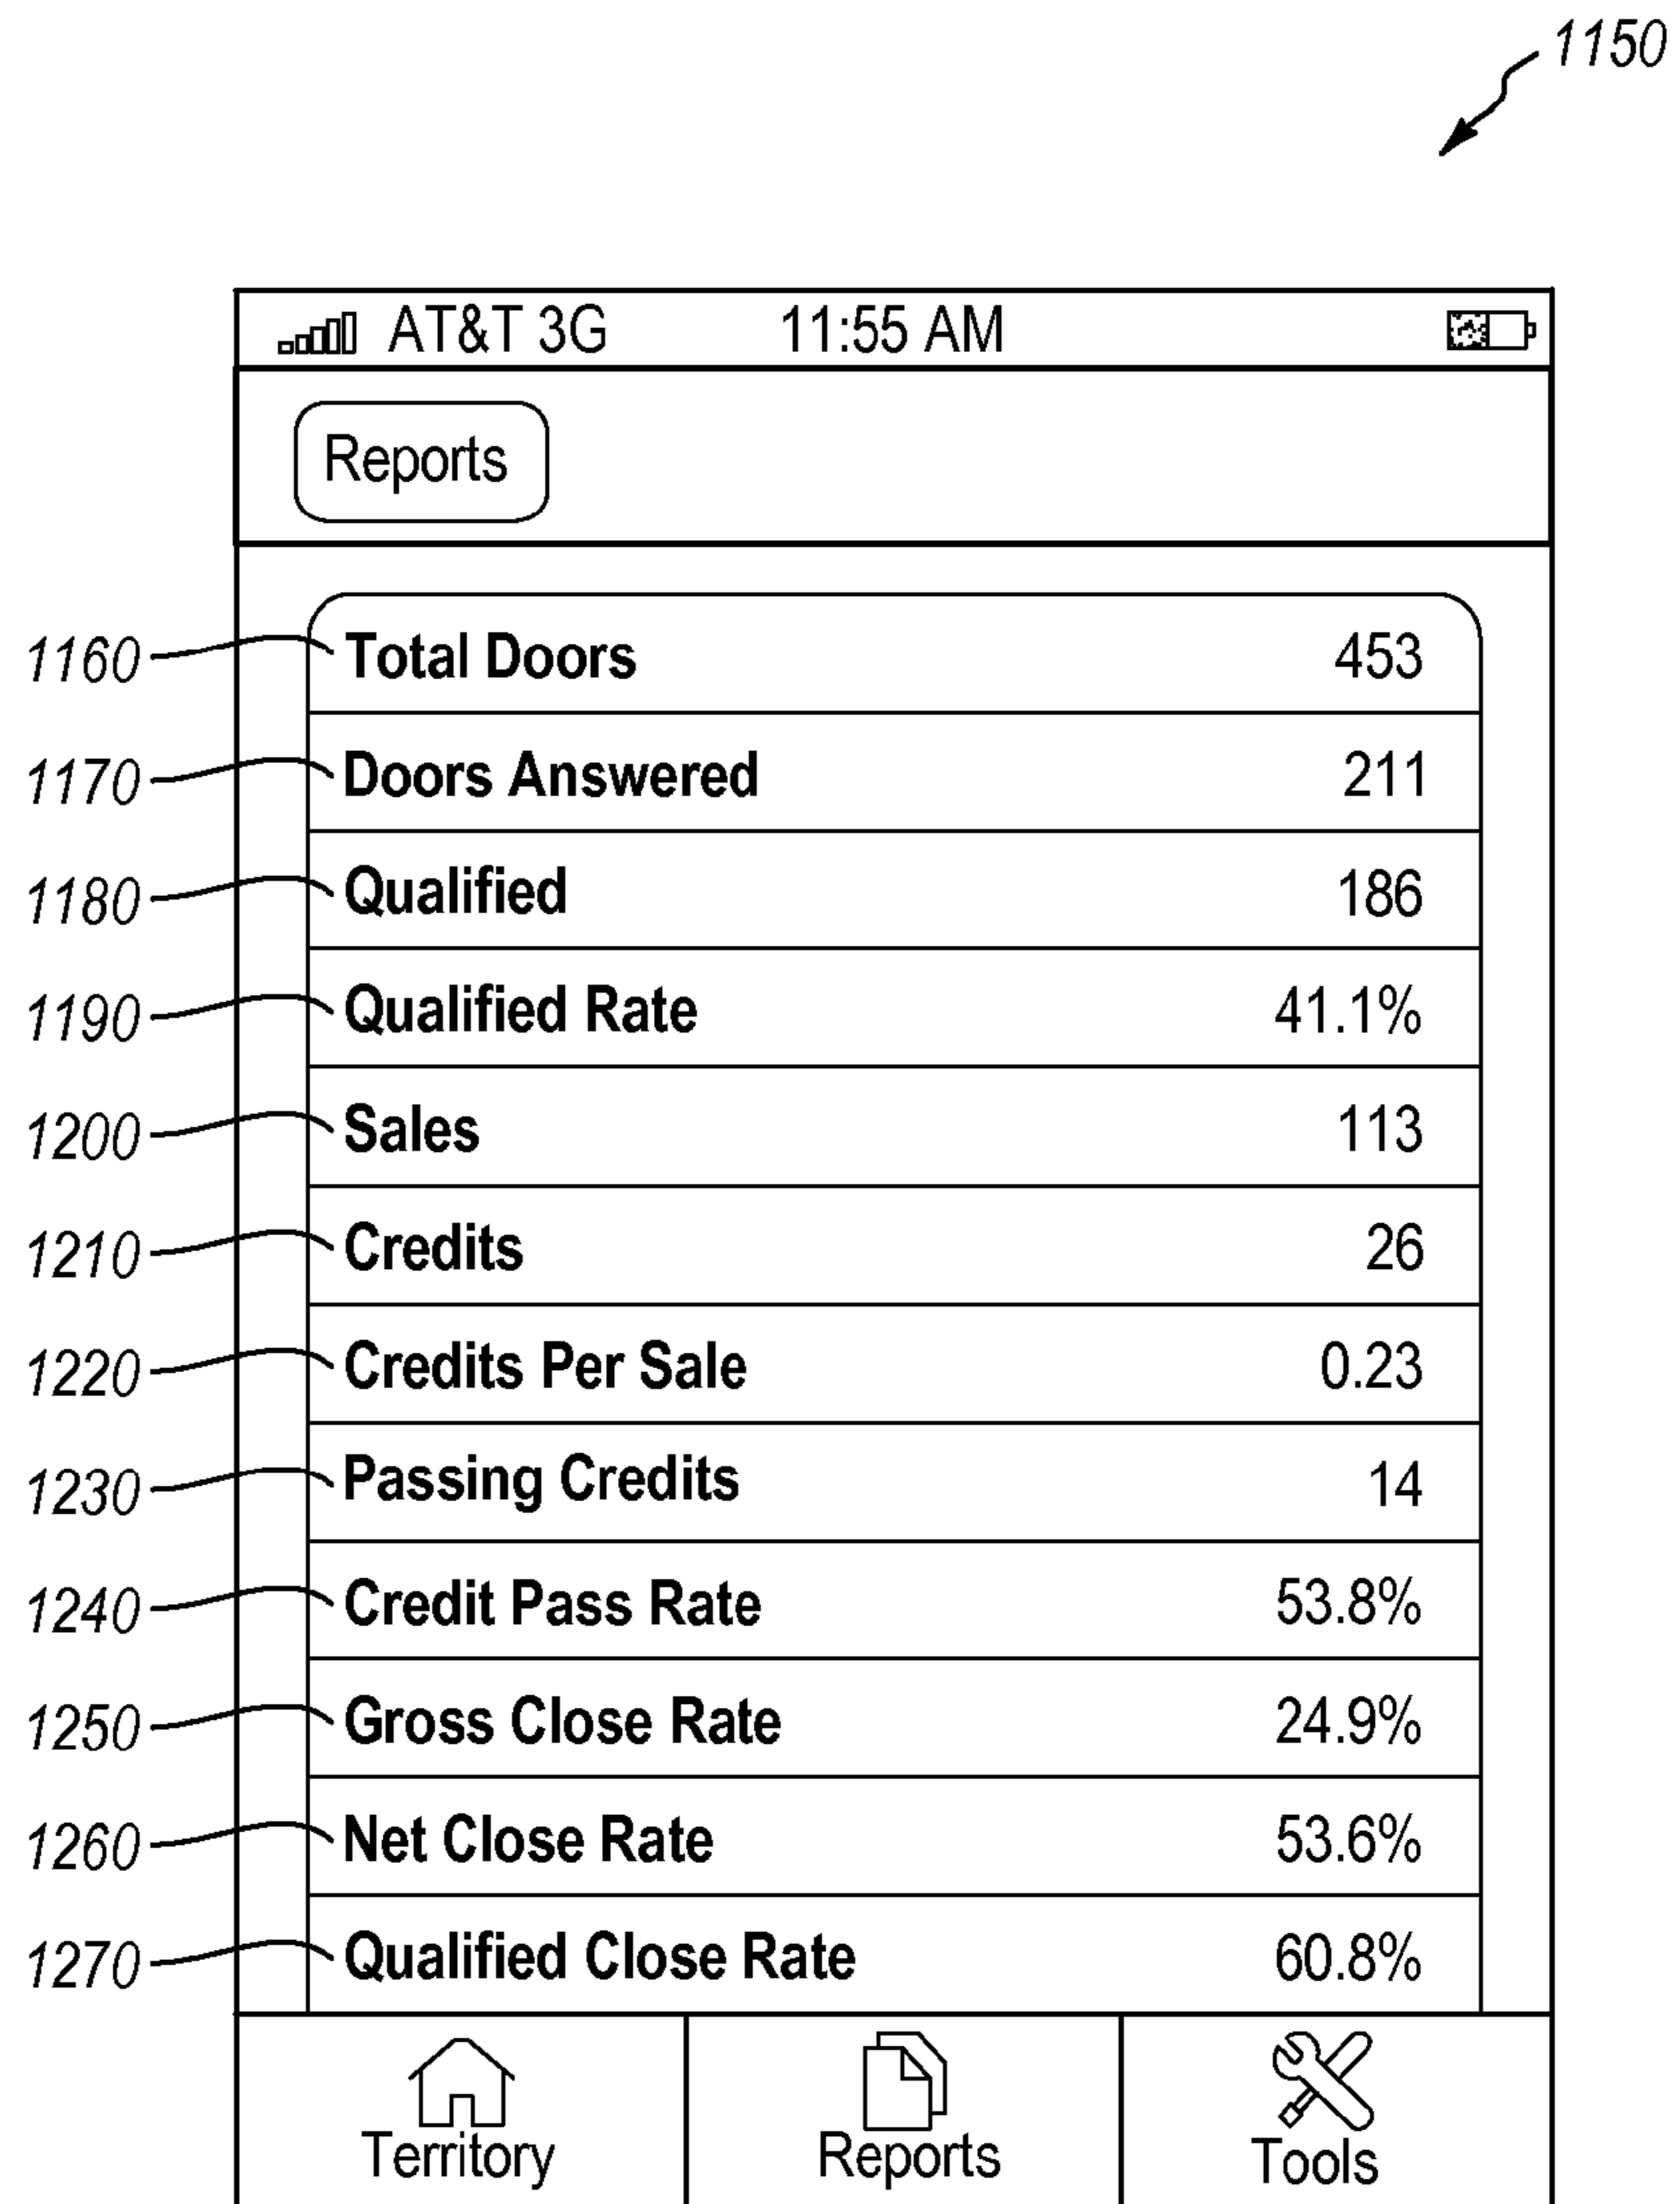 1150
AT&T 3G 11:55 AM
Reports
1160 Total Doors 453
1170 Doors Answered 211
1180 Qualified 186
1190 Qualified Rate 41.1%
1200 Sales 113
1210 Credits 26
1220 Credits Per Sale 0.23
1230 Passing Credits 14
1240 Credit Pass Rate 53.8%
1250 Gross Close Rate 24.9%
1260 Net Close Rate 53.6%
1270 Qualified Close Rate 60.8%
Territory Reports Tools